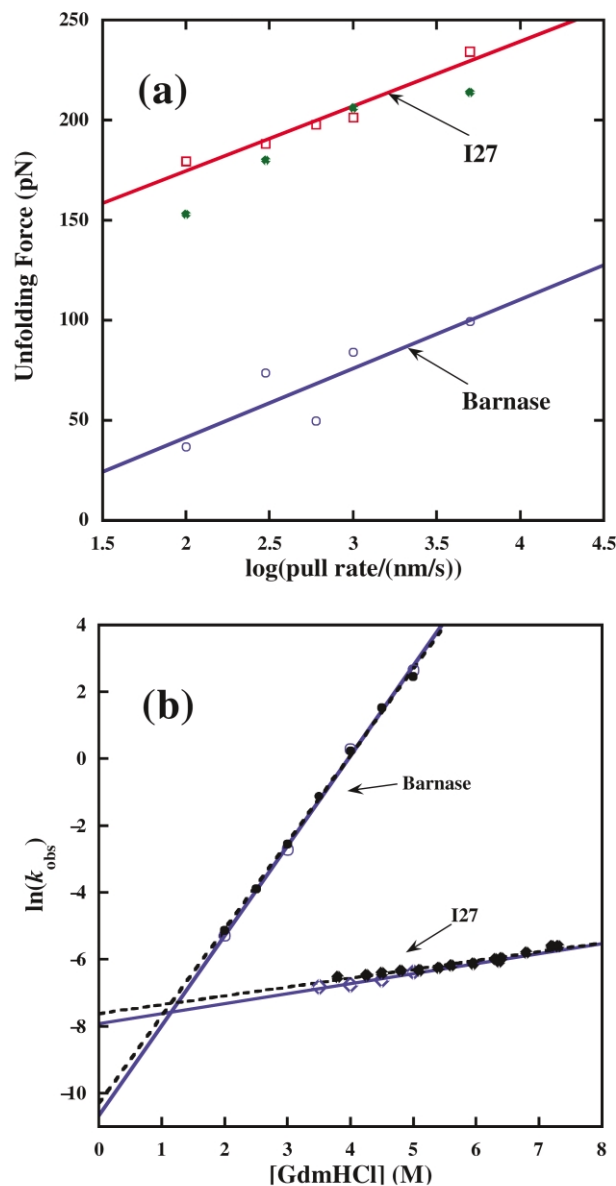 250
(a)
200
I27
150
Unfolding Force (pN)
100
50
Barnase
0
1.5 2 2.5 3 3.5 4 4.5
log(pull rate/(nm/s))
4
(b)
2
0
Barnase
−2
ln(k_obs)
−4
I27
−6
−8
−10
0 1 2 3 4 5 6 7 8
[GdmHCl] (M)